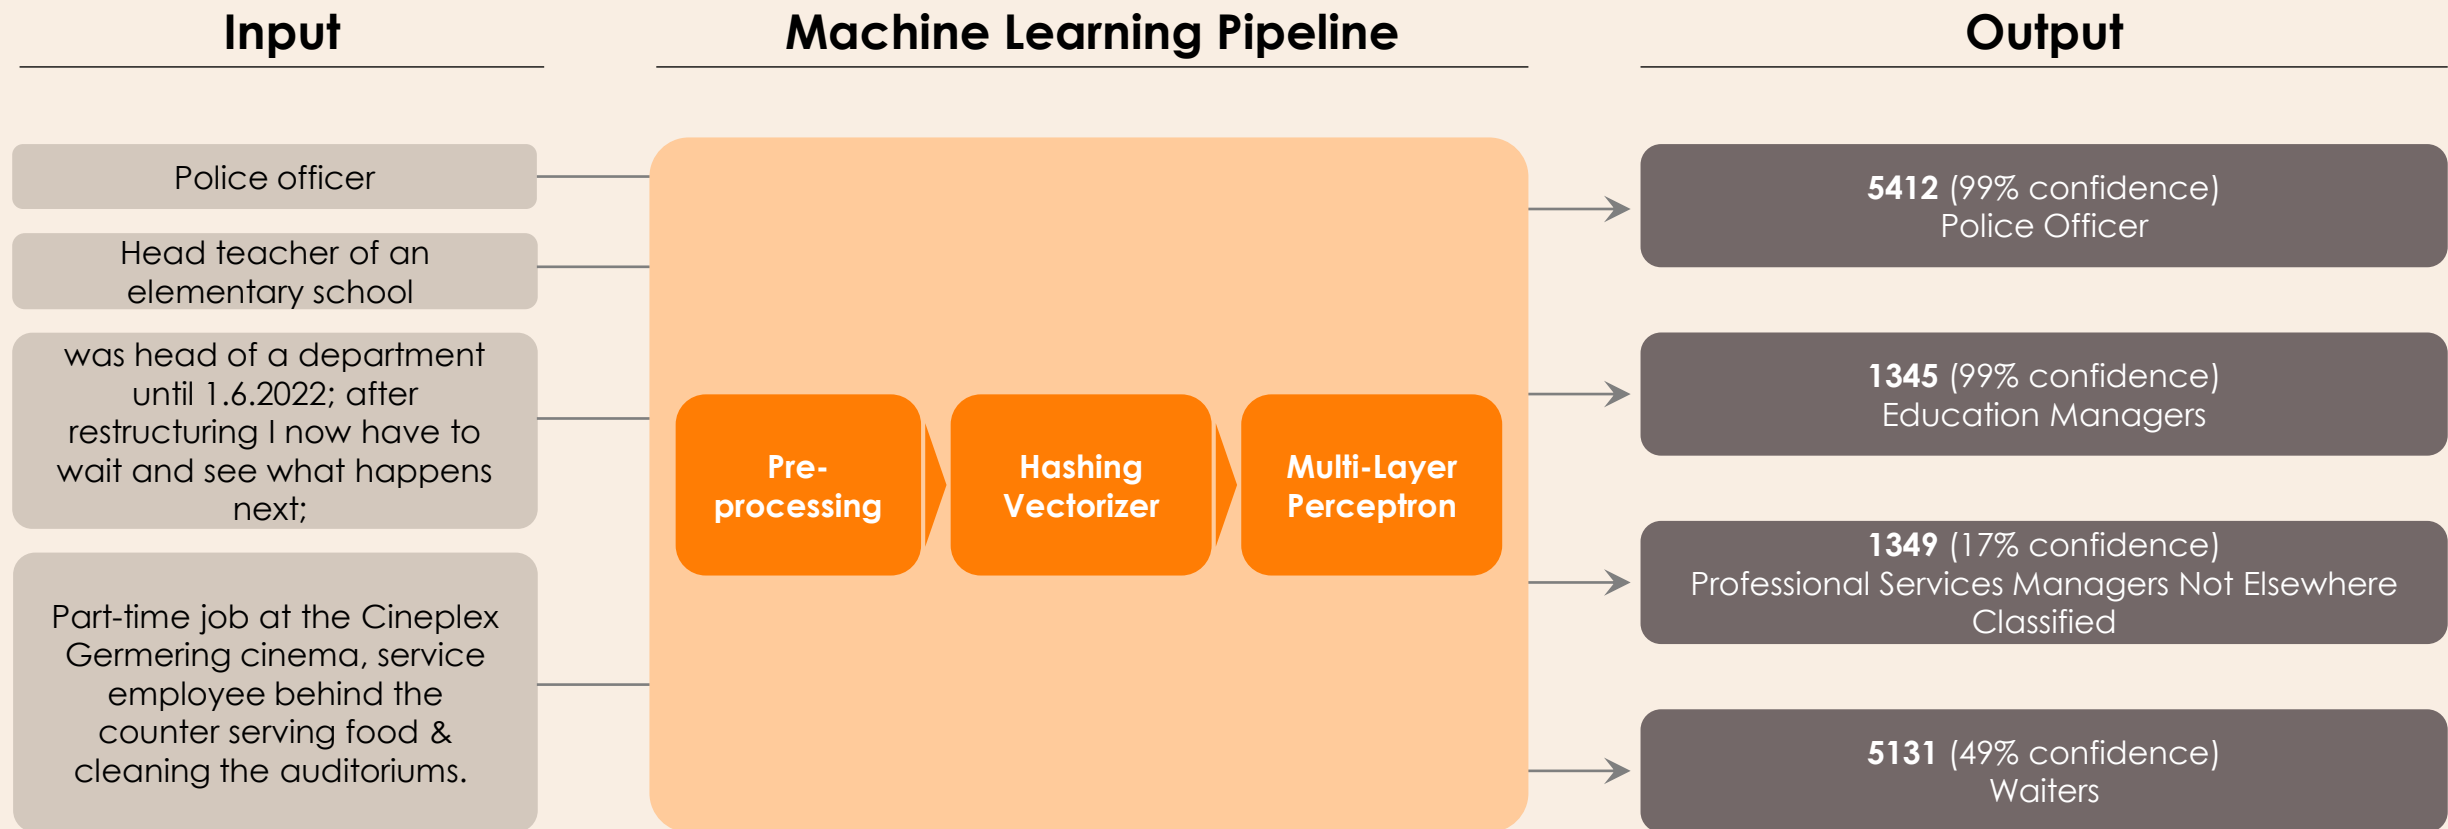 Input
Machine Learning Pipeline
Output
Police officer
Head teacher of an
elementary school
was head of a department
until 1.6.2022; after
restructuring I now have to
wait and see what happens
next;
Part-time job at the Cineplex
Germering cinema, service
employee behind the
counter serving food &
cleaning the auditoriums.
Pre-
processing
Hashing
Vectorizer
Multi-Layer
Perceptron
5412 (99% confidence)
Police Officer
1345 (99% confidence)
Education Managers
1349 (17% confidence)
Professional Services Managers Not Elsewhere
Classified
5131 (49% confidence)
Waiters